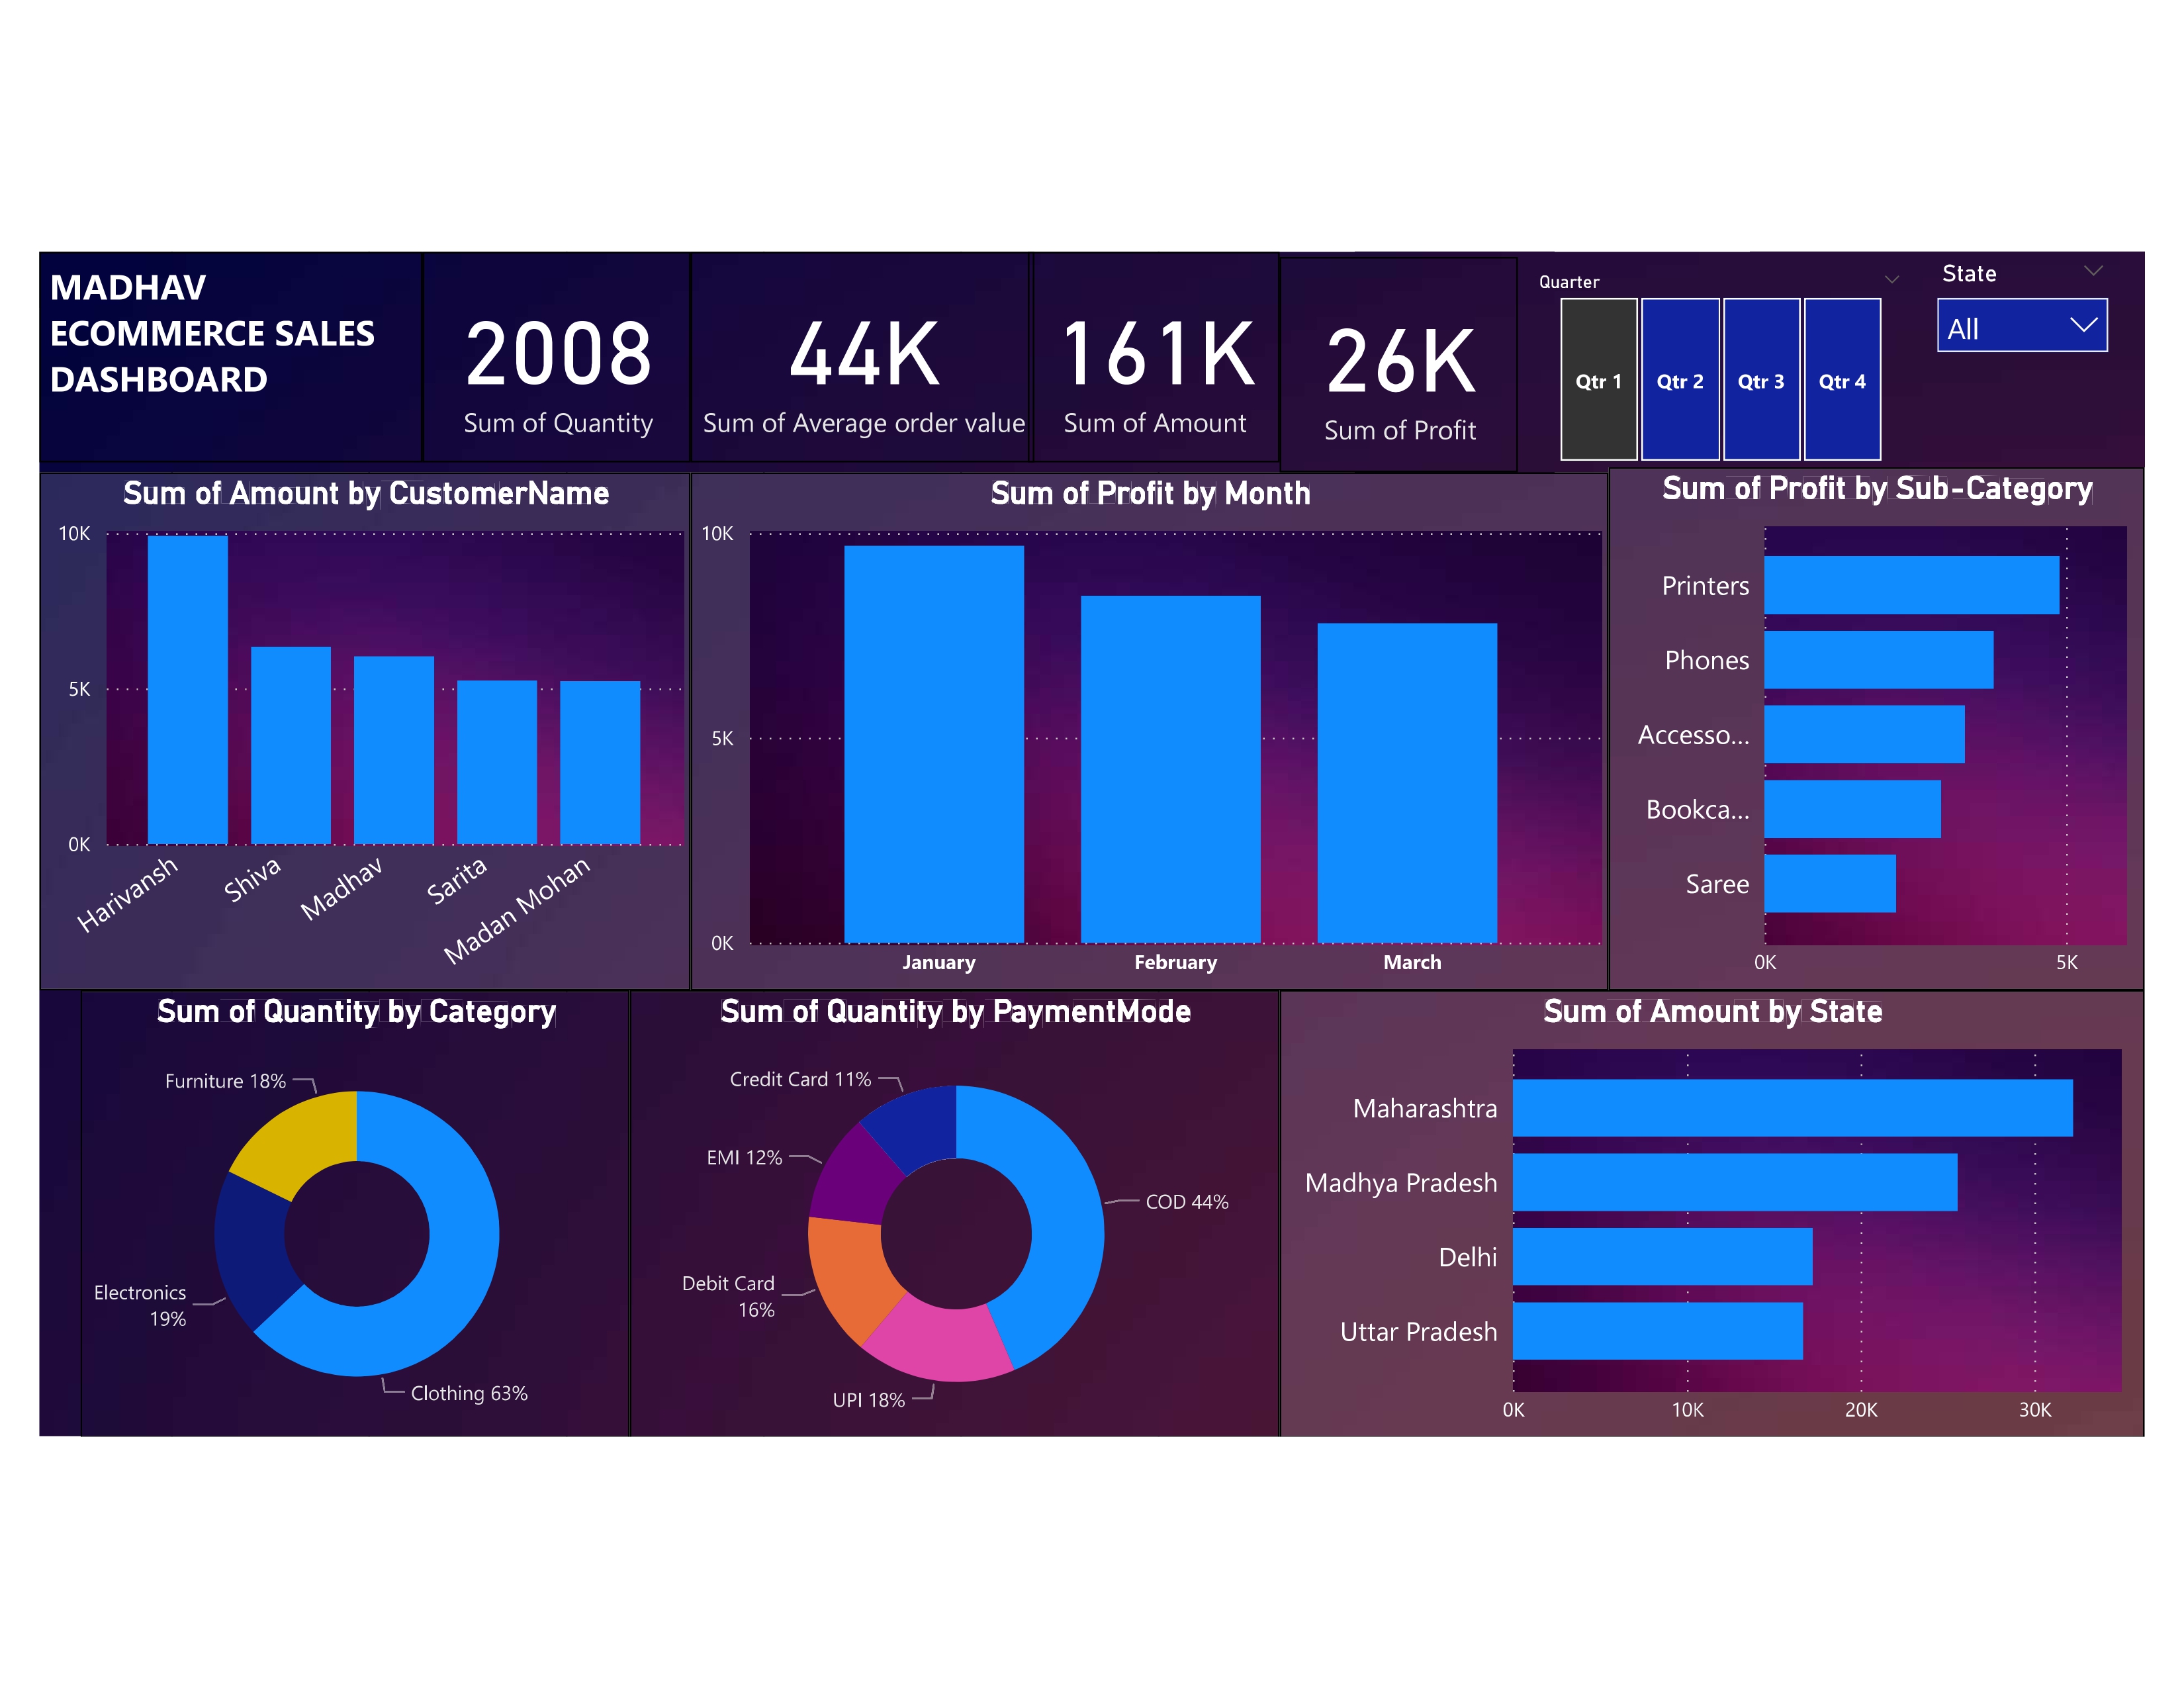 MADHAV
ECOMMERCE SALES
DASHBOARD
2008
Sum of Quantity
44K
Sum of Average order value
161K
Sum of Amount
26K
Sum of Profit
Quarter
Qtr 1
Qtr 2
Qtr 3
Qtr 4
State
All
Sum of Amount by CustomerName
10K
5K
0K
Harivansh
Shiva
Madhav
Sarita
Madan Mohan
Sum of Profit by Month
10K
5K
0K
January
February
March
Sum of Profit by Sub-Category
Printers
Phones
Accesso...
Bookca...
Saree
0K
5K
Sum of Quantity by Category
Furniture 18%
Electronics
19%
Clothing 63%
Sum of Quantity by PaymentMode
Credit Card 11%
EMI 12%
COD 44%
Debit Card
16%
UPI 18%
Sum of Amount by State
Maharashtra
Madhya Pradesh
Delhi
Uttar Pradesh
0K
10K
20K
30K